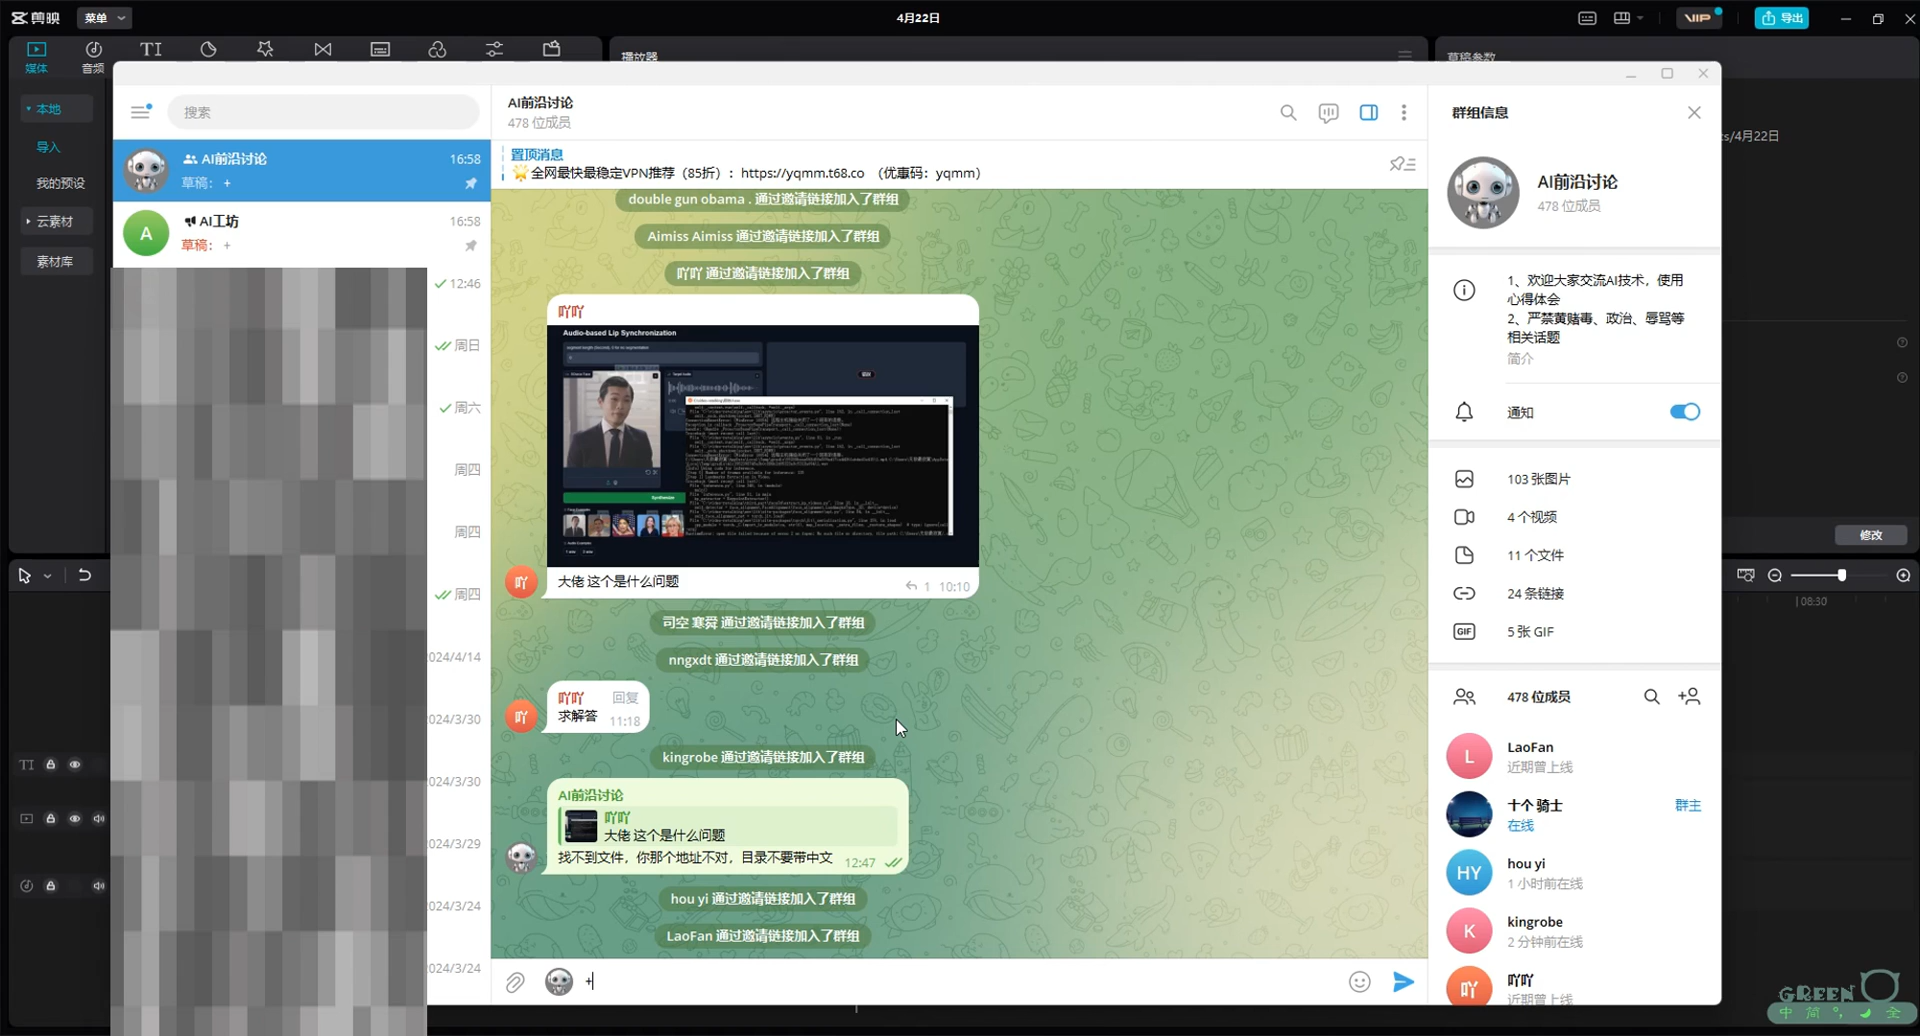 剪映
菜单
4月22日
VIP
导出
媒体
音频
TI
播放器
草稿参数
本地
导入
我的预设
云素材
素材库
搜索
AI前沿讨论
16:58
草稿： +
A
AI工坊
16:58
草稿： +
12:46
周日
周六
周四
周四
周四
2024/4/14
2024/3/30
2024/3/30
2024/3/29
2024/3/24
2024/3/24
AI前沿讨论
478 位成员
置顶消息
全网最快最稳定VPN推荐（85折）：https://yqmm.t68.co （优惠码：yqmm）
double gun obama . 通过邀请链接加入了群组
Aimiss Aimiss 通过邀请链接加入了群组
吖吖 通过邀请链接加入了群组
吖吖
Audio-based Lip Synchronization
Synthesize
吖
大佬 这个是什么问题
1 10:10
司空 寒舜 通过邀请链接加入了群组
nngxdt 通过邀请链接加入了群组
吖吖 回复
吖
求解答 11:18
kingrobe 通过邀请链接加入了群组
AI前沿讨论
吖吖
大佬 这个是什么问题
找不到文件，你那个地址不对，目录不要带中文 12:47
hou yi 通过邀请链接加入了群组
LaoFan 通过邀请链接加入了群组
+
群组信息
AI前沿讨论
478 位成员
1、欢迎大家交流AI技术，使用
心得体会
2、严禁黄赌毒、政治、辱骂等
相关话题
简介
通知
103 张图片
4 个视频
11 个文件
24 条链接
GIF
5 张 GIF
478 位成员
L
LaoFan
近期曾上线
十个 骑士
群主
在线
HY
hou yi
1 小时前在线
K
kingrobe
2 分钟前在线
吖
吖吖
近期曾上线
s/4月22日
修改
08:30
TI
GREEN
中 简 °, 全